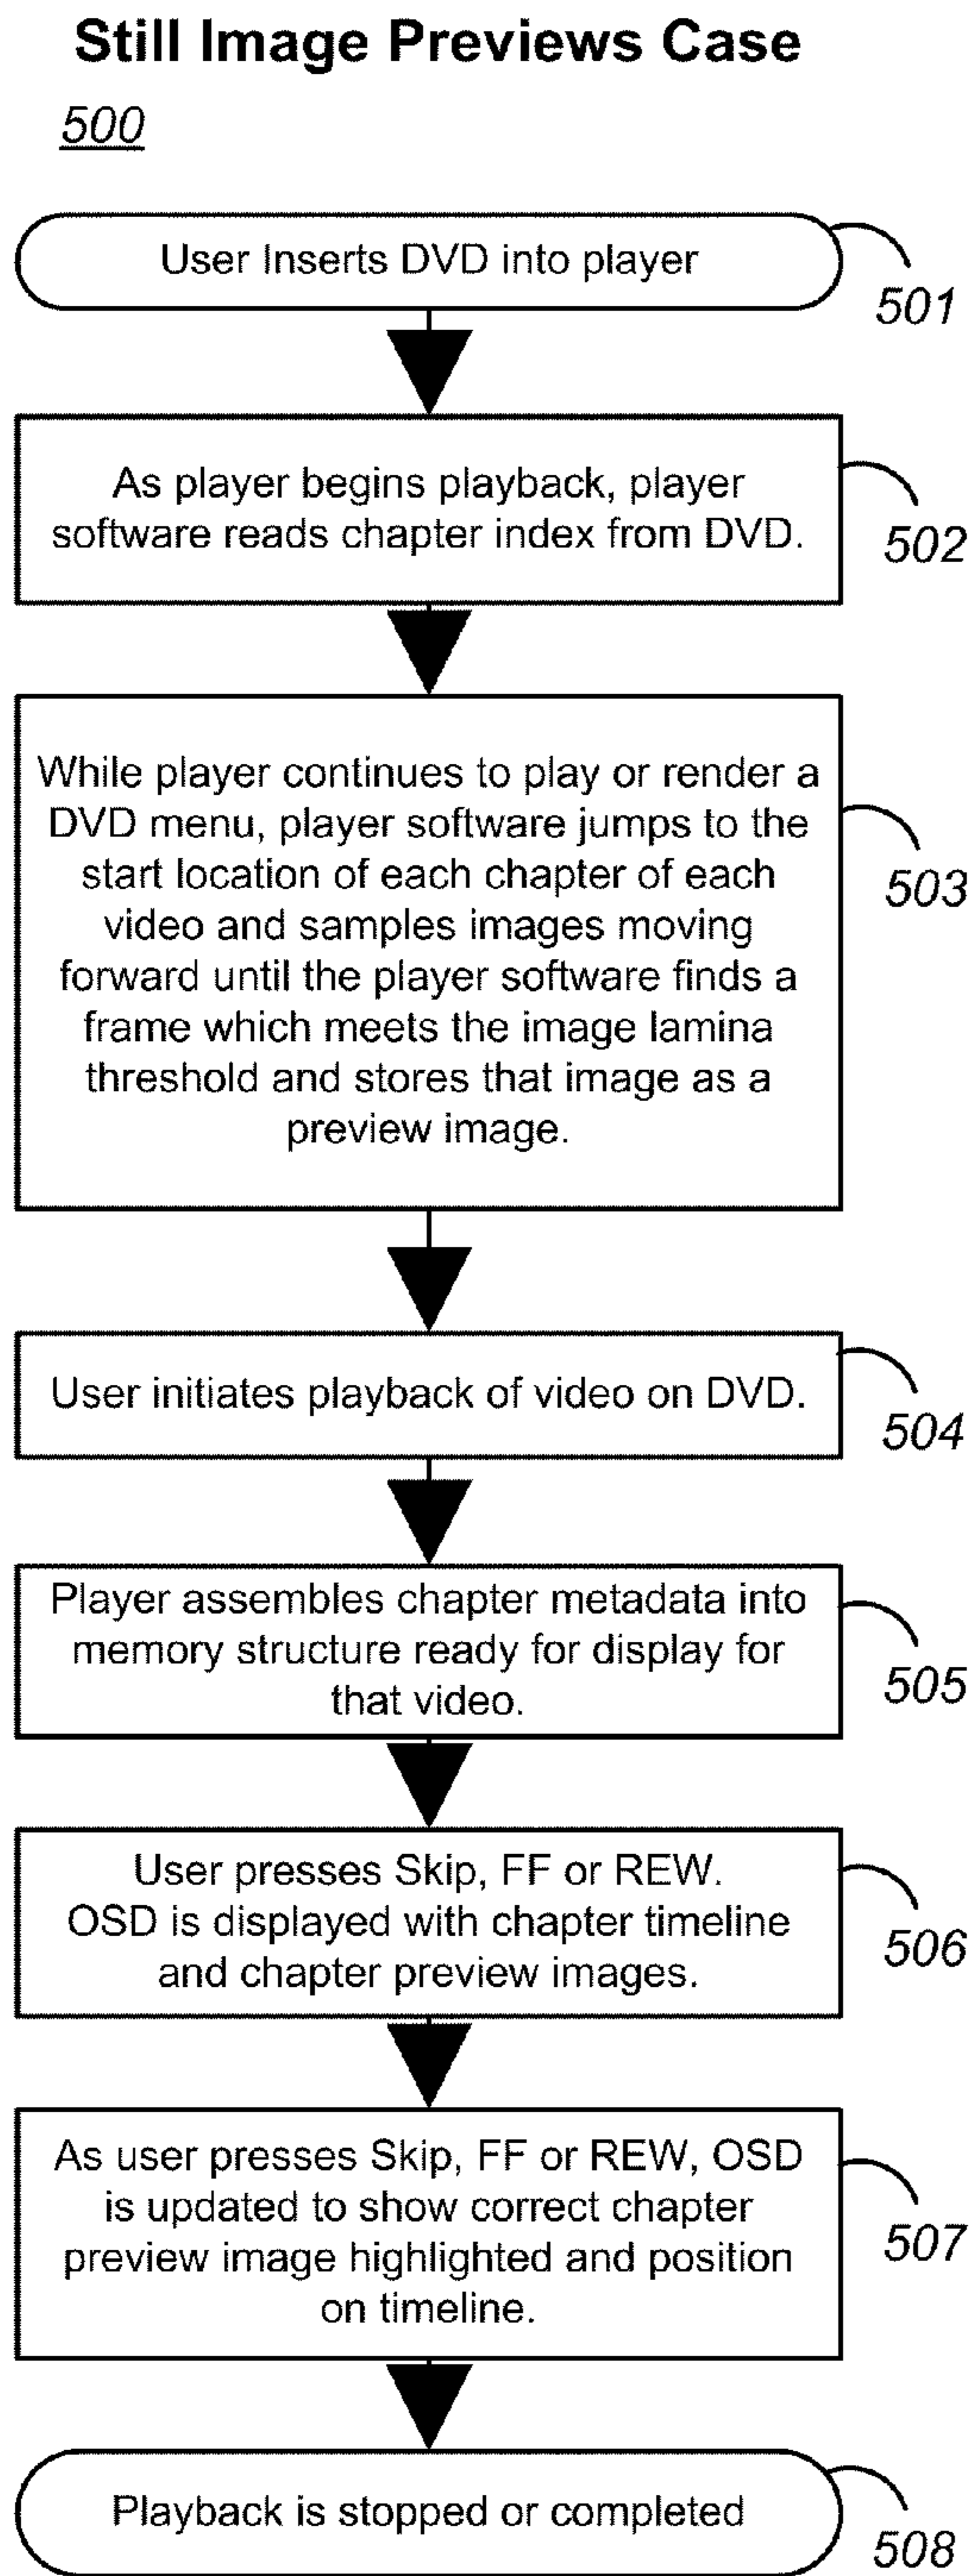 Still Image Previews Case
500
User Inserts DVD into player
501
As player begins playback, player
software reads chapter index from DVD.
502
While player continues to play or render a
DVD menu, player software jumps to the
start location of each chapter of each
video and samples images moving
forward until the player software finds a
frame which meets the image lamina
threshold and stores that image as a
preview image.
503
User initiates playback of video on DVD.
504
Player assembles chapter metadata into
memory structure ready for display for
that video.
505
User presses Skip, FF or REW.
OSD is displayed with chapter timeline
and chapter preview images.
506
As user presses Skip, FF or REW, OSD
is updated to show correct chapter
preview image highlighted and position
on timeline.
507
Playback is stopped or completed
508